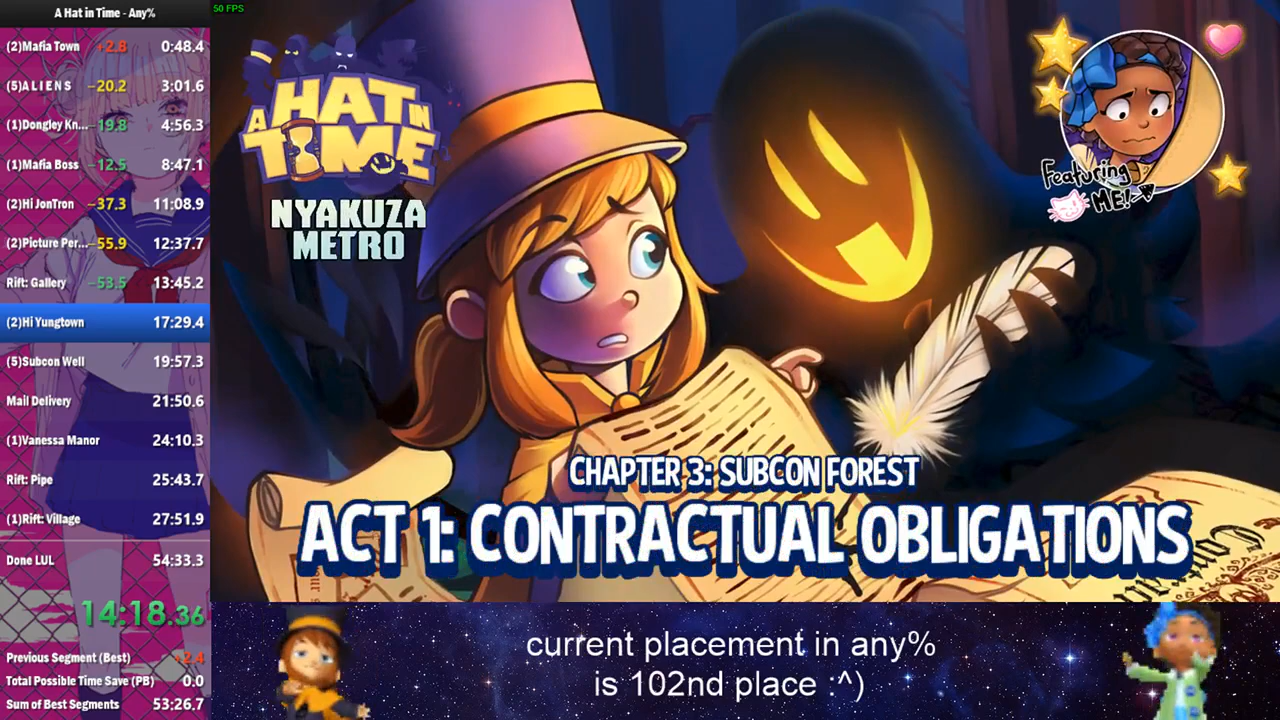 A Hat in Time - Any%
(2)Mafia Town +2.8 0:48.4
(5)ALIENS −20.2 3:01.6
(1)Dongley Kn... −19.8 4:56.3
(1)Mafia Boss −12.5 8:47.1
(2)Hi JonTron −37.3 11:08.9
(2)Picture Per... −55.9 12:37.7
Rift: Gallery −53.5 13:45.2
(2)Hi Yungtown 17:29.4
(5)Subcon Well 19:57.3
Mail Delivery 21:50.6
(1)Vanessa Manor 24:10.3
Rift: Pipe 25:43.7
(1)Rift: Village 27:51.9
Done LUL 54:33.3
14:18.36
Previous Segment (Best) +2.4
Total Possible Time Save (PB) 0.0
Sum of Best Segments 53:26.7
50 FPS
A HAT IN TIME
NYAKUZA
METRO
Featuring
ME!
CHAPTER 3: SUBCON FOREST
ACT 1: CONTRACTUAL OBLIGATIONS
current placement in any%
is 102nd place :^)